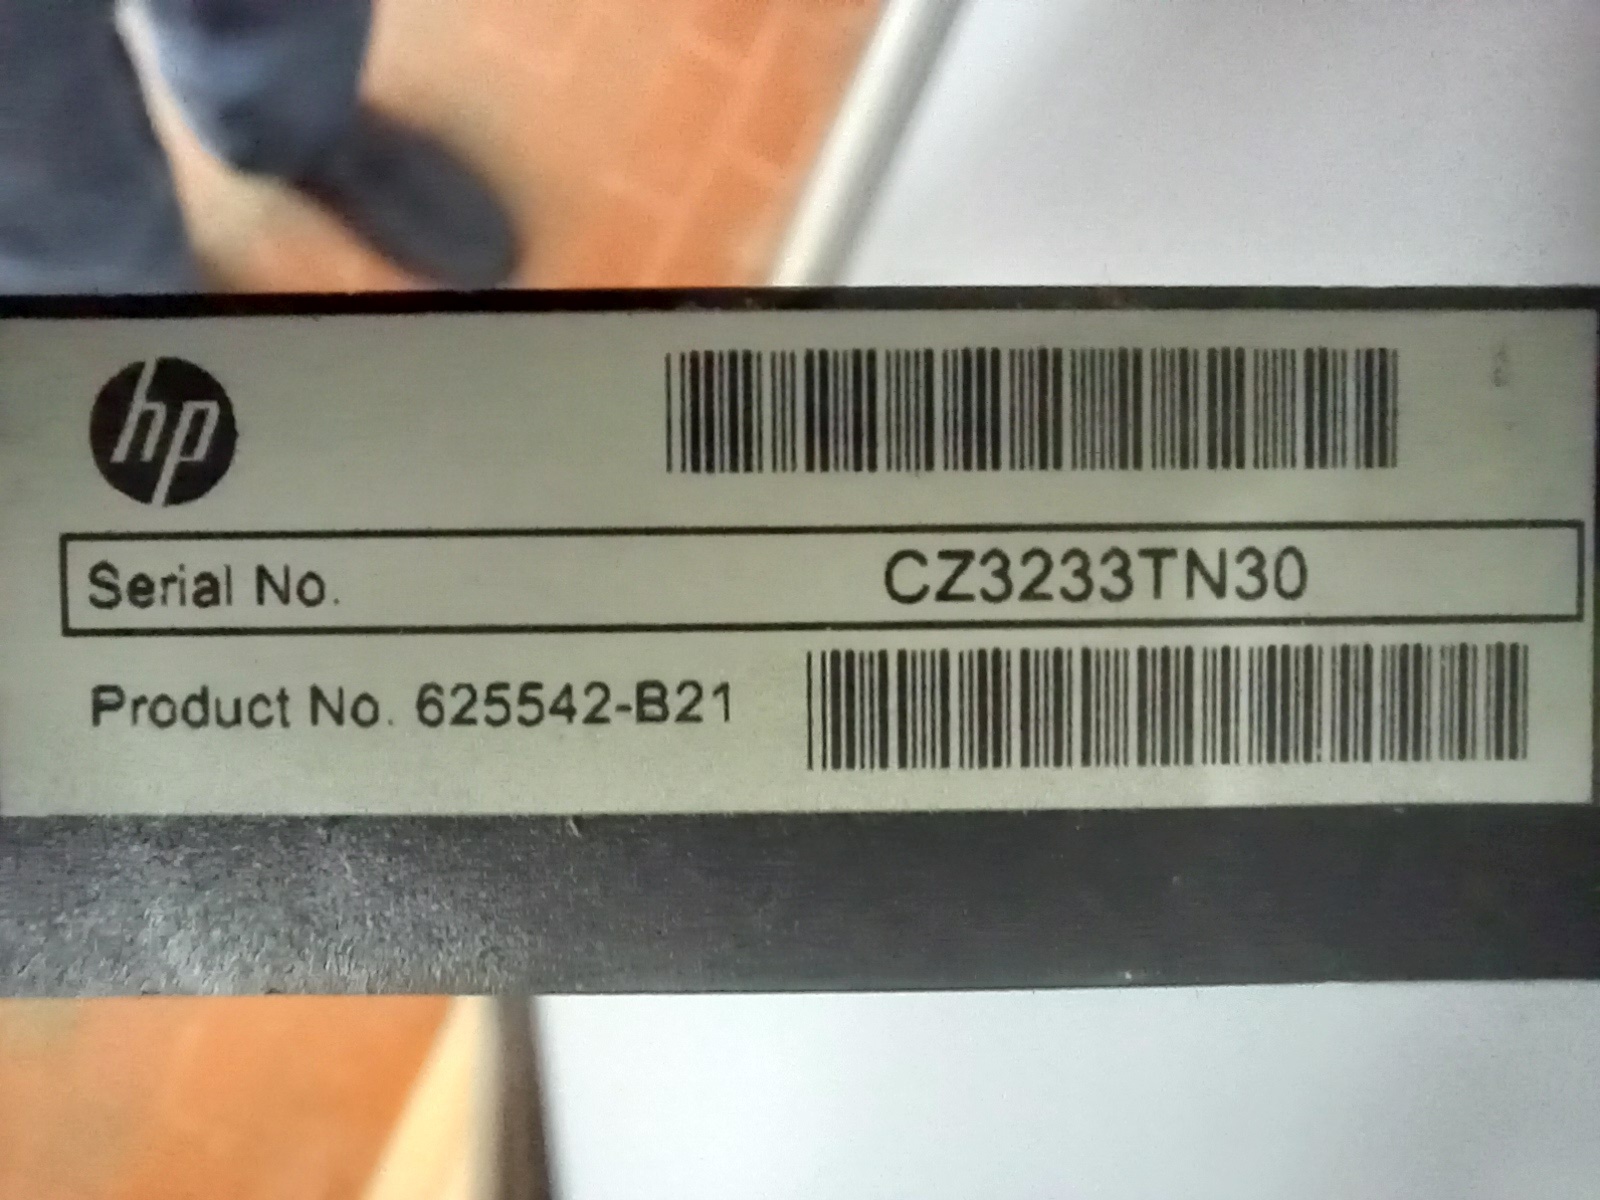 hp
Serial No. CZ3233TN30
Product No. 625542-B21